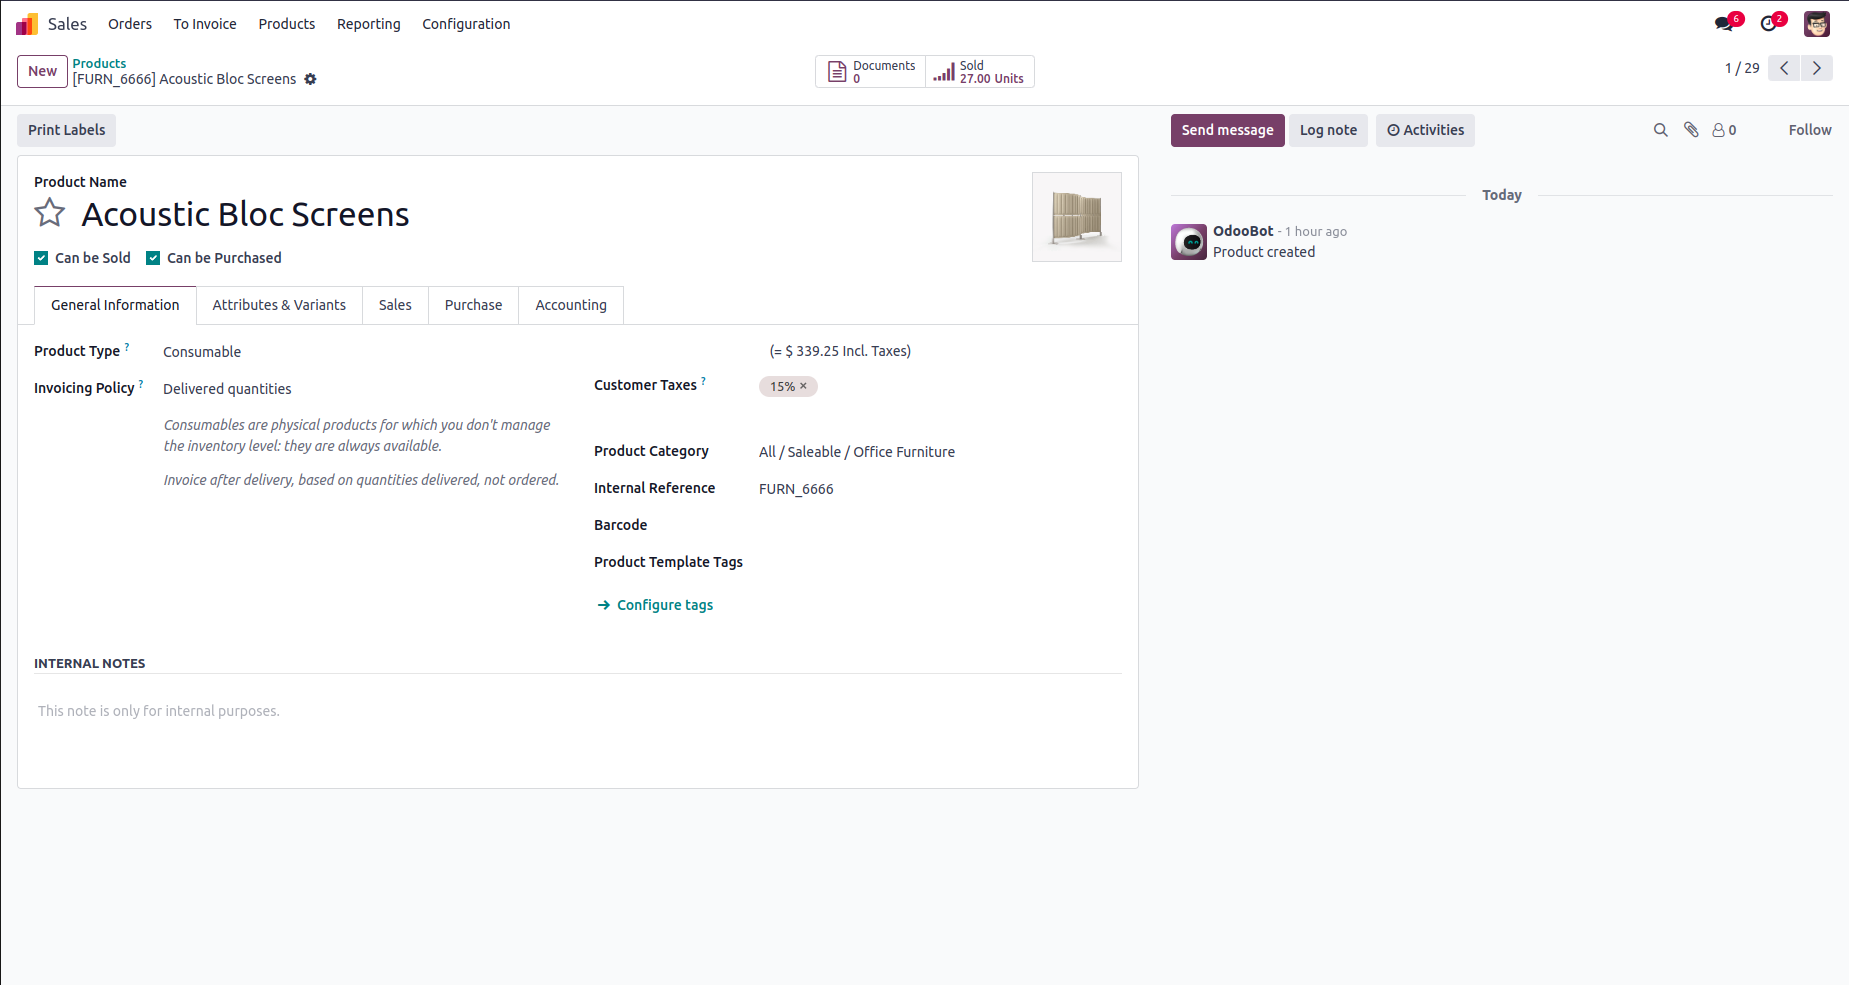 Sales Orders To Invoice Products Reporting Configuration 6 2
New Products
[FURN_6666] Acoustic Bloc Screens
Documents
0
Sold
27.00 Units
1 / 29
Print Labels
Send message Log note Activities 0 Follow
Product Name
Acoustic Bloc Screens
Can be Sold Can be Purchased
General Information Attributes & Variants Sales Purchase Accounting
Product Type ? Consumable
Invoicing Policy ? Delivered quantities
Consumables are physical products for which you don't manage
the inventory level: they are always available.
Invoice after delivery, based on quantities delivered, not ordered.
(= $ 339.25 Incl. Taxes)
Customer Taxes ? 15% ×
Product Category All / Saleable / Office Furniture
Internal Reference FURN_6666
Barcode
Product Template Tags
Configure tags
INTERNAL NOTES
This note is only for internal purposes.
Today
OdooBot - 1 hour ago
Product created